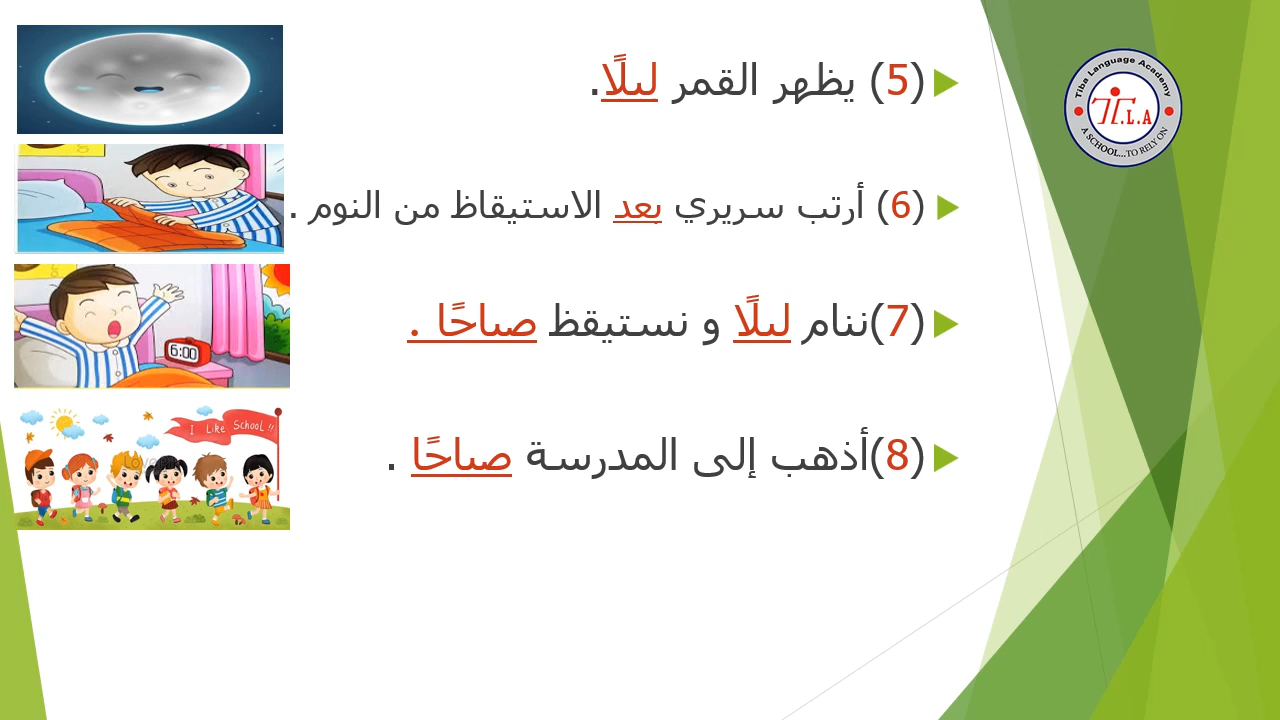 (5) يظهر القمر ليلًا.
(6) أرتب سريري بعد الاستيقاظ من النوم .
(7)ننام ليلًا و نستيقظ صباحًا .
(8)أذهب إلى المدرسة صباحًا .
Tiba Language Academy
T.L.A
A SCHOOL...TO RELY ON
6:00
I Like School!!